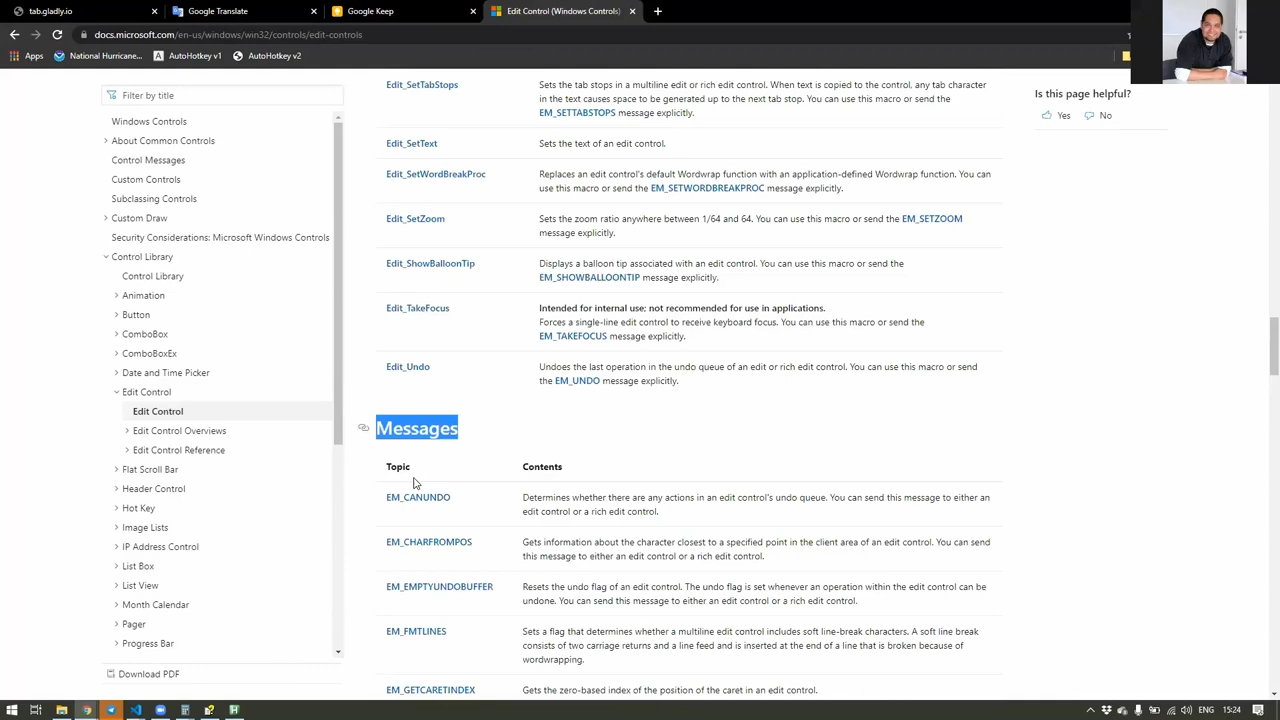 tab.gladly.io
Google Translate
Google Keep
Edit Control (Windows Controls)
docs.microsoft.com/en-us/windows/win32/controls/edit-controls
Apps
National Hurricane...
AutoHotkey v1
AutoHotkey v2
Filter by title
Windows Controls
About Common Controls
Control Messages
Custom Controls
Subclassing Controls
Custom Draw
Security Considerations: Microsoft Windows Controls
Control Library
Control Library
Animation
Button
ComboBox
ComboBoxEx
Date and Time Picker
Edit Control
Edit Control
Edit Control Overviews
Edit Control Reference
Flat Scroll Bar
Header Control
Hot Key
Image Lists
IP Address Control
List Box
List View
Month Calendar
Pager
Progress Bar
Download PDF
Edit_SetTabStops
Sets the tab stops in a multiline edit or rich edit control. When text is copied to the control, any tab character
in the text causes space to be generated up to the next tab stop. You can use this macro or send the
EM_SETTABSTOPS message explicitly.
Edit_SetText
Sets the text of an edit control.
Edit_SetWordBreakProc
Replaces an edit control's default Wordwrap function with an application-defined Wordwrap function. You can
use this macro or send the EM_SETWORDBREAKPROC message explicitly.
Edit_SetZoom
Sets the zoom ratio anywhere between 1/64 and 64. You can use this macro or send the EM_SETZOOM
message explicitly.
Edit_ShowBalloonTip
Displays a balloon tip associated with an edit control. You can use this macro or send the
EM_SHOWBALLOONTIP message explicitly.
Edit_TakeFocus
Intended for internal use; not recommended for use in applications.
Forces a single-line edit control to receive keyboard focus. You can use this macro or send the
EM_TAKEFOCUS message explicitly.
Edit_Undo
Undoes the last operation in the undo queue of an edit or rich edit control. You can use this macro or send
the EM_UNDO message explicitly.
Messages
Topic
Contents
EM_CANUNDO
Determines whether there are any actions in an edit control's undo queue. You can send this message to either an
edit control or a rich edit control.
EM_CHARFROMPOS
Gets information about the character closest to a specified point in the client area of an edit control. You can send
this message to either an edit control or a rich edit control.
EM_EMPTYUNDOBUFFER
Resets the undo flag of an edit control. The undo flag is set whenever an operation within the edit control can be
undone. You can send this message to either an edit control or a rich edit control.
EM_FMTLINES
Sets a flag that determines whether a multiline edit control includes soft line-break characters. A soft line break
consists of two carriage returns and a line feed and is inserted at the end of a line that is broken because of
wordwrapping.
EM_GETCARETINDEX
Gets the zero-based index of the position of the caret in an edit control.
Is this page helpful?
Yes
No
ENG
15:24